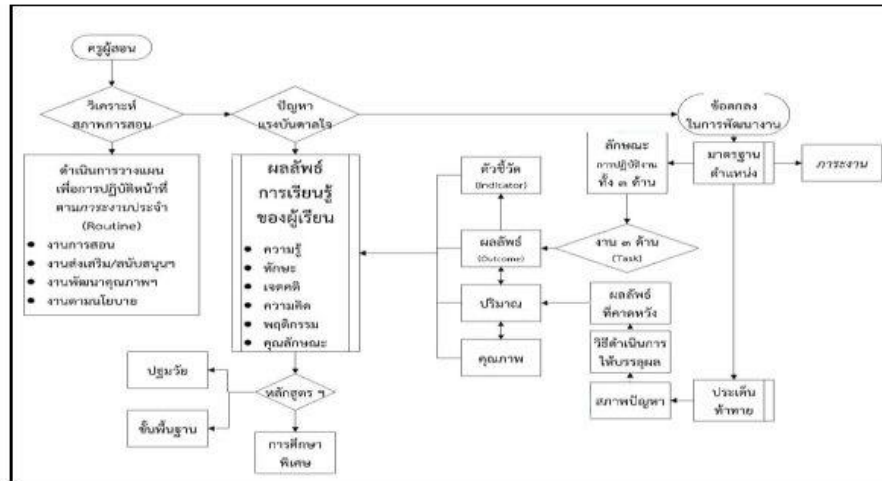 ครูผู้สอน
วิเคราะห์
สภาพการสอน
ปัญหา
แรงบันดาลใจ
ข้อตกลง
ในการพัฒนางาน
ดำเนินการวางแผน
เพื่อการปฏิบัติหน้าที่
ตามภาระงานประจำ
(Routine)
● งานการสอน
● งานส่งเสริม/สนับสนุนฯ
● งานพัฒนาคุณภาพฯ
● งานตามนโยบาย
ผลลัพธ์
การเรียนรู้
ของผู้เรียน
● ความรู้
● ทักษะ
● เจตคติ
● ความคิด
● พฤติกรรม
● คุณลักษณะ
หลักสูตร ฯ
ปฐมวัย
ขั้นพื้นฐาน
การศึกษา
พิเศษ
ตัวชี้วัด
(Indicator)
ผลลัพธ์
(Outcome)
ปริมาณ
คุณภาพ
ลักษณะ
การปฏิบัติงาน
ทั้ง ๓ ด้าน
มาตรฐาน
ตำแหน่ง
ภาระงาน
งาน ๓ ด้าน
(Task)
ผลลัพธ์
ที่คาดหวัง
วิธีดำเนินการ
ให้บรรลุผล
สภาพปัญหา
ประเด็น
ท้าทาย